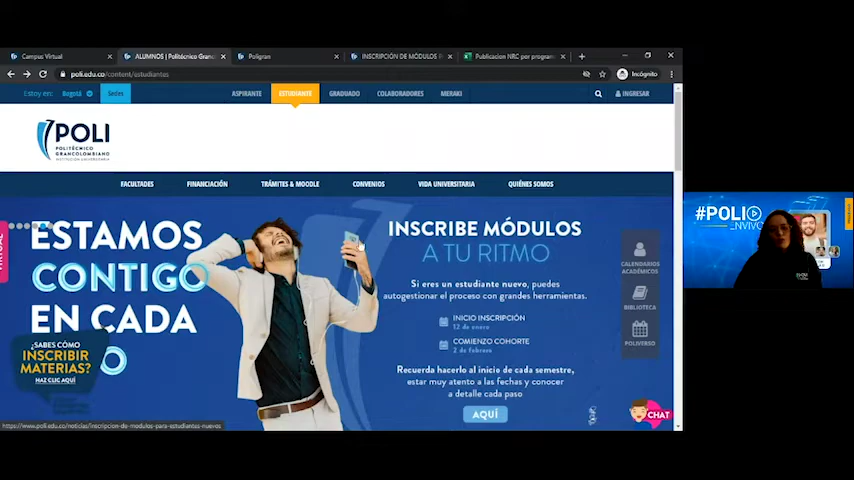 Campus Virtual
ALUMNOS | Politécnico Gran
Poligran
INSCRIPCIÓN DE MÓDULOS
Publicacion NRC por program
poli.edu.co/content/estudiantes
Incógnito
Estoy en:
Bogotá
Sedes
ASPIRANTE
ESTUDIANTE
GRADUADO
COLABORADORES
MERAKI
INGRESAR
POLI
POLITÉCNICO
GRANCOLOMBIANO
INSTITUCIÓN UNIVERSITARIA
FACULTADES
FINANCIACIÓN
TRÁMITES & MOODLE
CONVENIOS
VIDA UNIVERSITARIA
QUIÉNES SOMOS
ESTAMOS
CONTIGO
EN CADA
O
¿SABES CÓMO
INSCRIBIR
MATERIAS?
HAZ CLIC AQUÍ
INSCRIBE MÓDULOS
A TU RITMO
Si eres un estudiante nuevo, puedes
autogestionar el proceso con grandes herramientas.
INICIO INSCRIPCIÓN
12 de enero
COMIENZO COHORTE
2 de febrero
Recuerda hacerlo al inicio de cada semestre,
estar muy atento a las fechas y conocer
a detalle cada paso
AQUÍ
CALENDARIOS
ACADÉMICOS
BIBLIOTECA
POLIVERSO
CHAT
https://www.poli.edu.co/noticias/inscripcion-de-modulos-para-estudiantes-nuevos
#POLI
ENVIVO